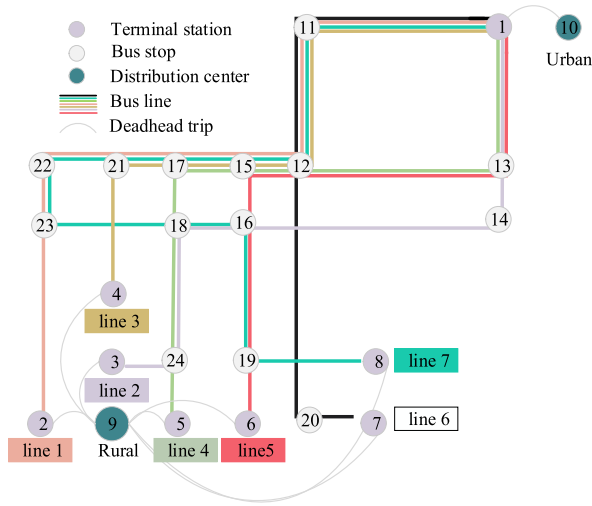 Terminal station
Bus stop
Distribution center
Bus line
Deadhead trip
11
1
10
Urban
22
21
17
15
12
13
23
18
16
14
4
line 3
3
24
19
8
line 7
line 2
2
9
5
6
20
7
line 6
line 1
Rural
line 4
line5